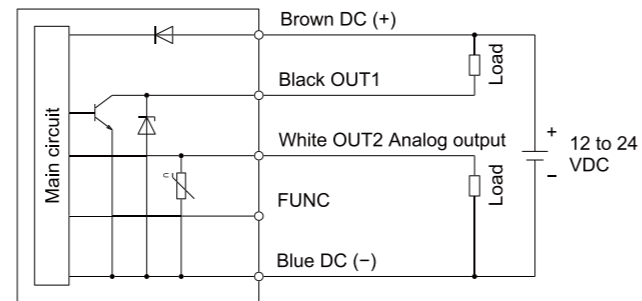 Brown DC (+)
Load
Black OUT1
Main circuit
White OUT2 Analog output
+
12 to 24
VDC
−
Load
FUNC
Blue DC (−)